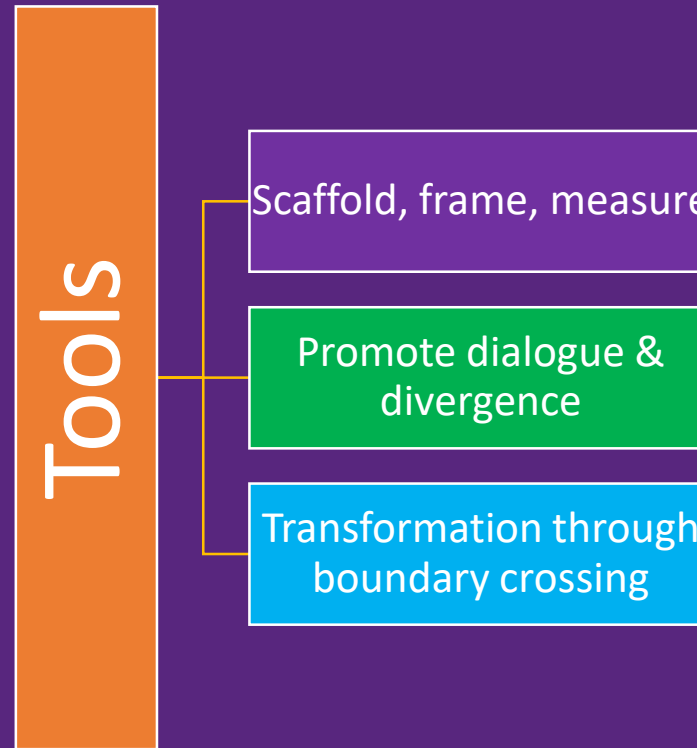 Tools
Scaffold, frame, measure
Promote dialogue &
divergence
Transformation through
boundary crossing